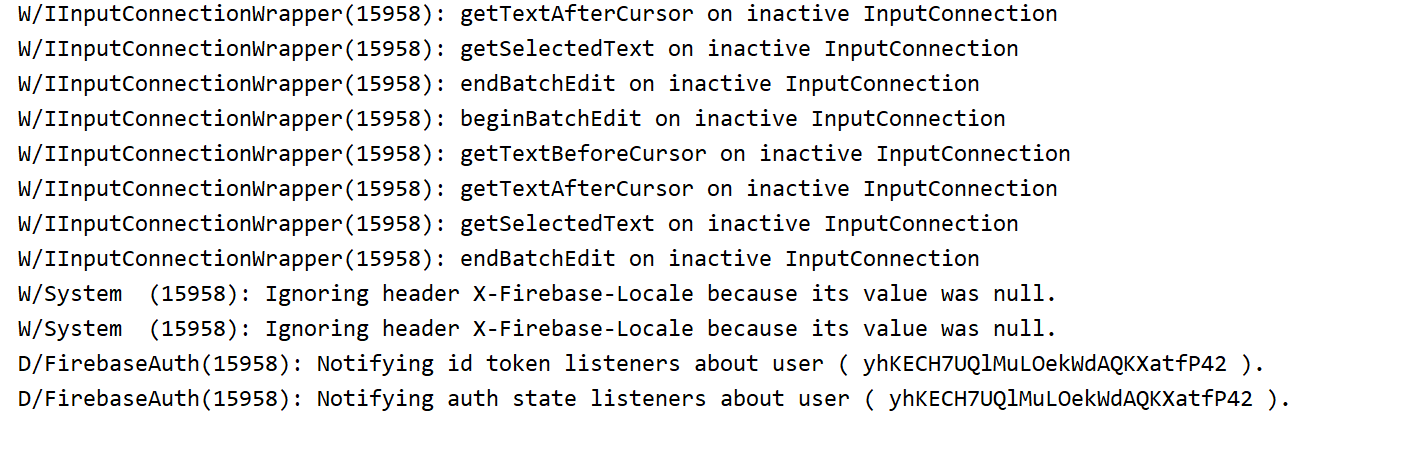 W/IInputConnectionWrapper(15958): getTextAfterCursor on inactive InputConnection
W/IInputConnectionWrapper(15958): getSelectedText on inactive InputConnection
W/IInputConnectionWrapper(15958): endBatchEdit on inactive InputConnection
W/IInputConnectionWrapper(15958): beginBatchEdit on inactive InputConnection
W/IInputConnectionWrapper(15958): getTextBeforeCursor on inactive InputConnection
W/IInputConnectionWrapper(15958): getTextAfterCursor on inactive InputConnection
W/IInputConnectionWrapper(15958): getSelectedText on inactive InputConnection
W/IInputConnectionWrapper(15958): endBatchEdit on inactive InputConnection
W/System  (15958): Ignoring header X-Firebase-Locale because its value was null.
W/System  (15958): Ignoring header X-Firebase-Locale because its value was null.
D/FirebaseAuth(15958): Notifying id token listeners about user ( yhKECH7UQlMuLOekWdAQKXatfP42 ).
D/FirebaseAuth(15958): Notifying auth state listeners about user ( yhKECH7UQlMuLOekWdAQKXatfP42 ).